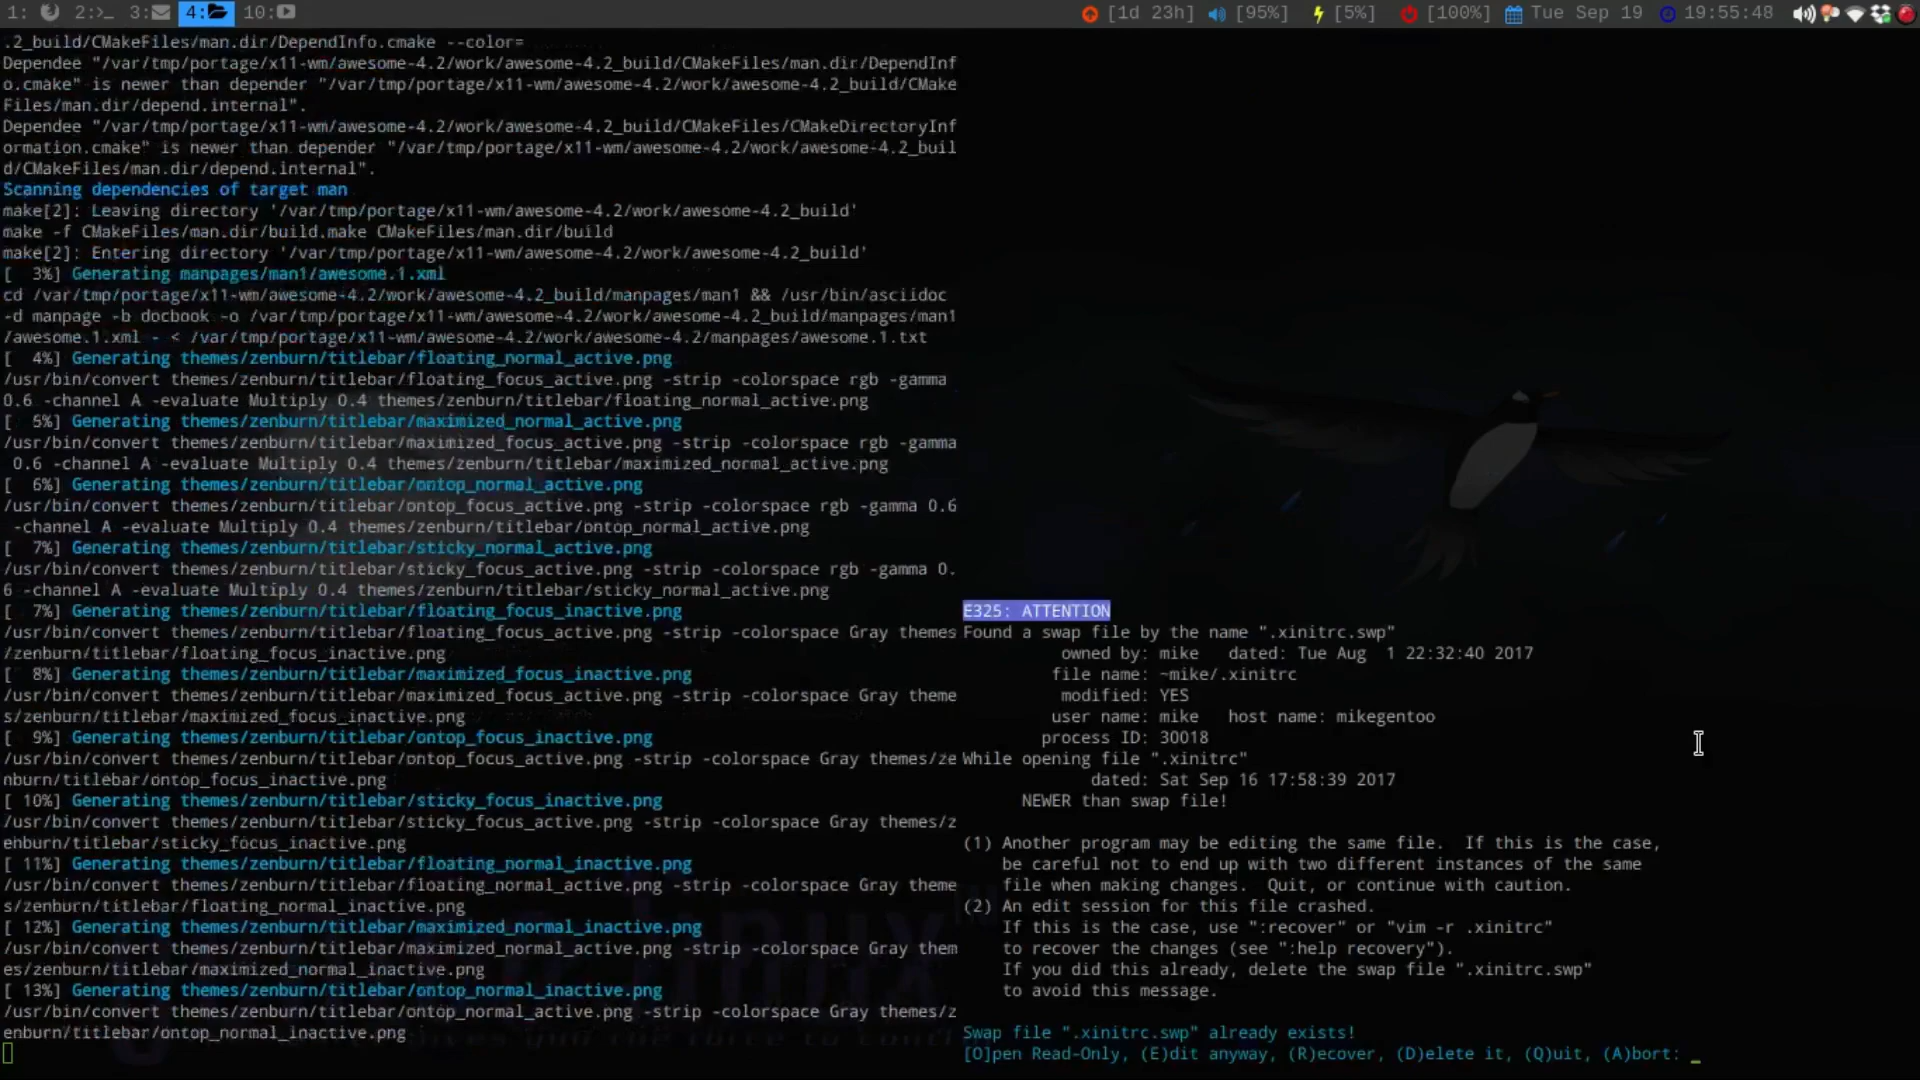 1: 2:>_ 3: 4: 10: [1d 23h] [95%] [5%] [100%] Tue Sep 19 19:55:48
.2_build/CMakeFiles/man.dir/DependInfo.cmake --color=
Dependee "/var/tmp/portage/x11-wm/awesome-4.2/work/awesome-4.2_build/CMakeFiles/man.dir/DependInf
o.cmake" is newer than depender "/var/tmp/portage/x11-wm/awesome-4.2/work/awesome-4.2_build/CMake
Files/man.dir/depend.internal".
Dependee "/var/tmp/portage/x11-wm/awesome-4.2/work/awesome-4.2_build/CMakeFiles/CMakeDirectoryInf
ormation.cmake" is newer than depender "/var/tmp/portage/x11-wm/awesome-4.2/work/awesome-4.2_buil
d/CMakeFiles/man.dir/depend.internal".
Scanning dependencies of target man
make[2]: Leaving directory '/var/tmp/portage/x11-wm/awesome-4.2/work/awesome-4.2_build'
make -f CMakeFiles/man.dir/build.make CMakeFiles/man.dir/build
make[2]: Entering directory '/var/tmp/portage/x11-wm/awesome-4.2/work/awesome-4.2_build'
[  3%] Generating manpages/man1/awesome.1.xml
cd /var/tmp/portage/x11-wm/awesome-4.2/work/awesome-4.2_build/manpages/man1 && /usr/bin/asciidoc
-d manpage -b docbook -o /var/tmp/portage/x11-wm/awesome-4.2/work/awesome-4.2_build/manpages/man1
/awesome.1.xml - < /var/tmp/portage/x11-wm/awesome-4.2/work/awesome-4.2/manpages/awesome.1.txt
[  4%] Generating themes/zenburn/titlebar/floating_normal_active.png
/usr/bin/convert themes/zenburn/titlebar/floating_focus_active.png -strip -colorspace rgb -gamma
0.6 -channel A -evaluate Multiply 0.4 themes/zenburn/titlebar/floating_normal_active.png
[  5%] Generating themes/zenburn/titlebar/maximized_normal_active.png
/usr/bin/convert themes/zenburn/titlebar/maximized_focus_active.png -strip -colorspace rgb -gamma
 0.6 -channel A -evaluate Multiply 0.4 themes/zenburn/titlebar/maximized_normal_active.png
[  6%] Generating themes/zenburn/titlebar/ontop_normal_active.png
/usr/bin/convert themes/zenburn/titlebar/ontop_focus_active.png -strip -colorspace rgb -gamma 0.6
 -channel A -evaluate Multiply 0.4 themes/zenburn/titlebar/ontop_normal_active.png
[  7%] Generating themes/zenburn/titlebar/sticky_normal_active.png
/usr/bin/convert themes/zenburn/titlebar/sticky_focus_active.png -strip -colorspace rgb -gamma 0.
6 -channel A -evaluate Multiply 0.4 themes/zenburn/titlebar/sticky_normal_active.png
[  7%] Generating themes/zenburn/titlebar/floating_focus_inactive.png
/usr/bin/convert themes/zenburn/titlebar/floating_focus_active.png -strip -colorspace Gray themes
/zenburn/titlebar/floating_focus_inactive.png
[  8%] Generating themes/zenburn/titlebar/maximized_focus_inactive.png
/usr/bin/convert themes/zenburn/titlebar/maximized_focus_active.png -strip -colorspace Gray theme
s/zenburn/titlebar/maximized_focus_inactive.png
[  9%] Generating themes/zenburn/titlebar/ontop_focus_inactive.png
/usr/bin/convert themes/zenburn/titlebar/ontop_focus_active.png -strip -colorspace Gray themes/ze
nburn/titlebar/ontop_focus_inactive.png
[ 10%] Generating themes/zenburn/titlebar/sticky_focus_inactive.png
/usr/bin/convert themes/zenburn/titlebar/sticky_focus_active.png -strip -colorspace Gray themes/z
enburn/titlebar/sticky_focus_inactive.png
[ 11%] Generating themes/zenburn/titlebar/floating_normal_inactive.png
/usr/bin/convert themes/zenburn/titlebar/floating_normal_active.png -strip -colorspace Gray theme
s/zenburn/titlebar/floating_normal_inactive.png
[ 12%] Generating themes/zenburn/titlebar/maximized_normal_inactive.png
/usr/bin/convert themes/zenburn/titlebar/maximized_normal_active.png -strip -colorspace Gray them
es/zenburn/titlebar/maximized_normal_inactive.png
[ 13%] Generating themes/zenburn/titlebar/ontop_normal_inactive.png
/usr/bin/convert themes/zenburn/titlebar/ontop_normal_active.png -strip -colorspace Gray themes/z
enburn/titlebar/ontop_normal_inactive.png
E325: ATTENTION
Found a swap file by the name ".xinitrc.swp"
owned by: mike   dated: Tue Aug  1 22:32:40 2017
file name: ~mike/.xinitrc
modified: YES
user name: mike   host name: mikegentoo
process ID: 30018
While opening file ".xinitrc"
dated: Sat Sep 16 17:58:39 2017
NEWER than swap file!
(1) Another program may be editing the same file.  If this is the case,
be careful not to end up with two different instances of the same
file when making changes.  Quit, or continue with caution.
(2) An edit session for this file crashed.
If this is the case, use ":recover" or "vim -r .xinitrc"
to recover the changes (see ":help recovery").
If you did this already, delete the swap file ".xinitrc.swp"
to avoid this message.
Swap file ".xinitrc.swp" already exists!
[O]pen Read-Only, (E)dit anyway, (R)ecover, (D)elete it, (Q)uit, (A)bort: _